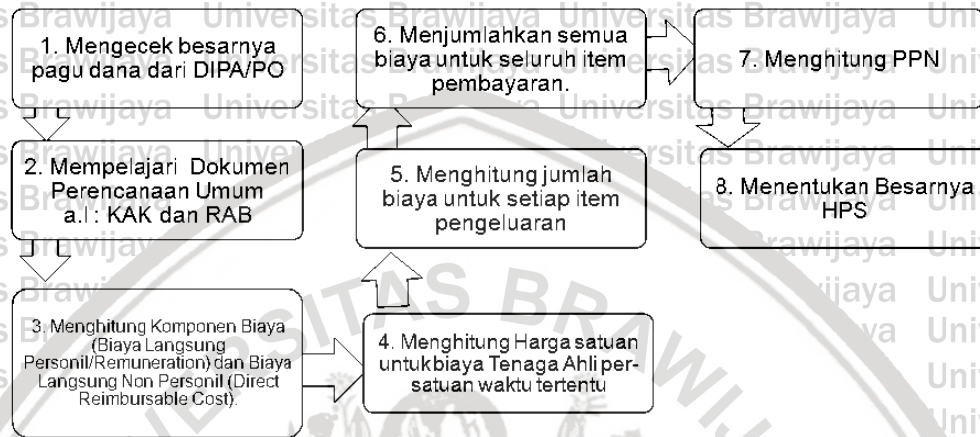 1. Mengecek besarnya
pagu dana dari DIPA/PO
2. Mempelajari Dokumen
Perencanaan Umum
a.l : KAK dan RAB
3. Menghitung Komponen Biaya
(Biaya Langsung
Personil/Remuneration) dan Biaya
Langsung Non Personil (Direct
Reimbursable Cost).
4. Menghitung Harga satuan
untukbiaya Tenaga Ahli per-
satuan waktu tertentu
5. Menghitung jumlah
biaya untuk setiap item
pengeluaran
6. Menjumlahkan semua
biaya untuk seluruh item
pembayaran.
7. Menghitung PPN
8. Menentukan Besarnya
HPS
Universitas Brawijaya
VERSITAS BRAWIJ